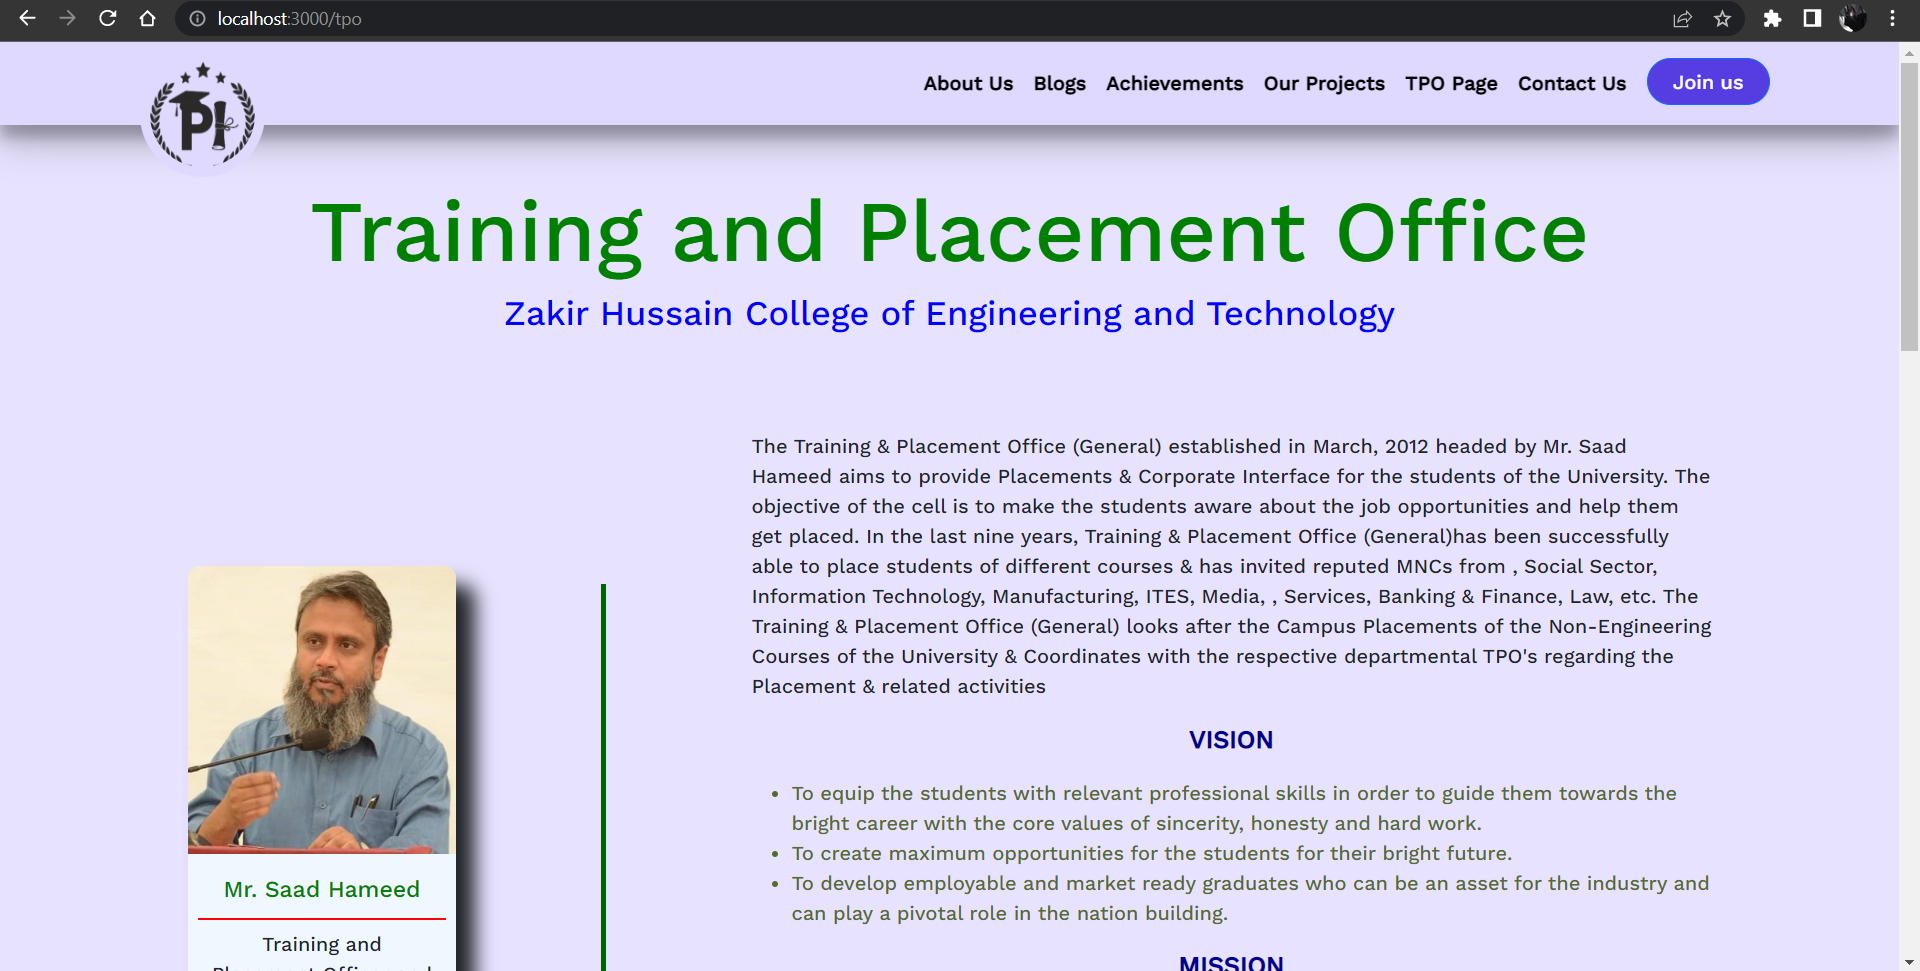 localhost:3000/tpo
PI
About Us Blogs Achievements Our Projects TPO Page Contact Us Join us
Training and Placement Office
Zakir Hussain College of Engineering and Technology
The Training & Placement Office (General) established in March, 2012 headed by Mr. Saad
Hameed aims to provide Placements & Corporate Interface for the students of the University. The
objective of the cell is to make the students aware about the job opportunities and help them
get placed. In the last nine years, Training & Placement Office (General)has been successfully
able to place students of different courses & has invited reputed MNCs from , Social Sector,
Information Technology, Manufacturing, ITES, Media, , Services, Banking & Finance, Law, etc. The
Training & Placement Office (General) looks after the Campus Placements of the Non-Engineering
Courses of the University & Coordinates with the respective departmental TPO's regarding the
Placement & related activities
VISION
• To equip the students with relevant professional skills in order to guide them towards the
bright career with the core values of sincerity, honesty and hard work.
• To create maximum opportunities for the students for their bright future.
• To develop employable and market ready graduates who can be an asset for the industry and
can play a pivotal role in the nation building.
MISSION
Mr. Saad Hameed
Training and